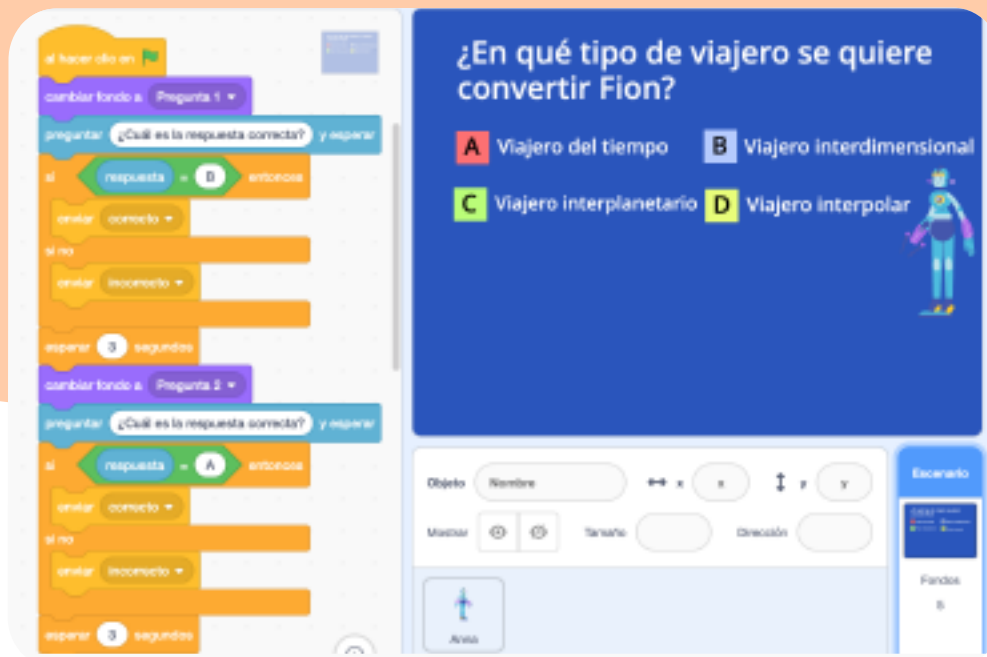 al hacer clic en
cambiar fondo a Pregunta 1
preguntar ¿Cuál es la respuesta correcta? y esperar
si respuesta = B entonces
enviar correcto
si no
enviar incorrecto
esperar 3 segundos
cambiar fondo a Pregunta 2
preguntar ¿Cuál es la respuesta correcta? y esperar
si respuesta = A entonces
enviar correcto
si no
enviar incorrecto
esperar 3 segundos
¿En qué tipo de viajero se quiere
convertir Fion?
A Viajero del tiempo B Viajero interdimensional
C Viajero interplanetario D Viajero interpolar
Objeto Nombre x x y y
Mostrar Tamaño Dirección
Escenario
Fondos